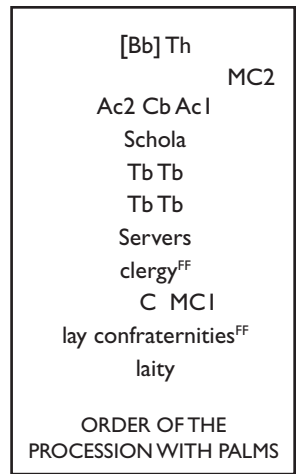 [Bb] Th
MC2
Ac2 Cb Ac1
Schola
Tb Tb
Tb Tb
Servers
clergyFF
C MC1
lay confraternitiesFF
laity
ORDER OF THE
PROCESSION WITH PALMS